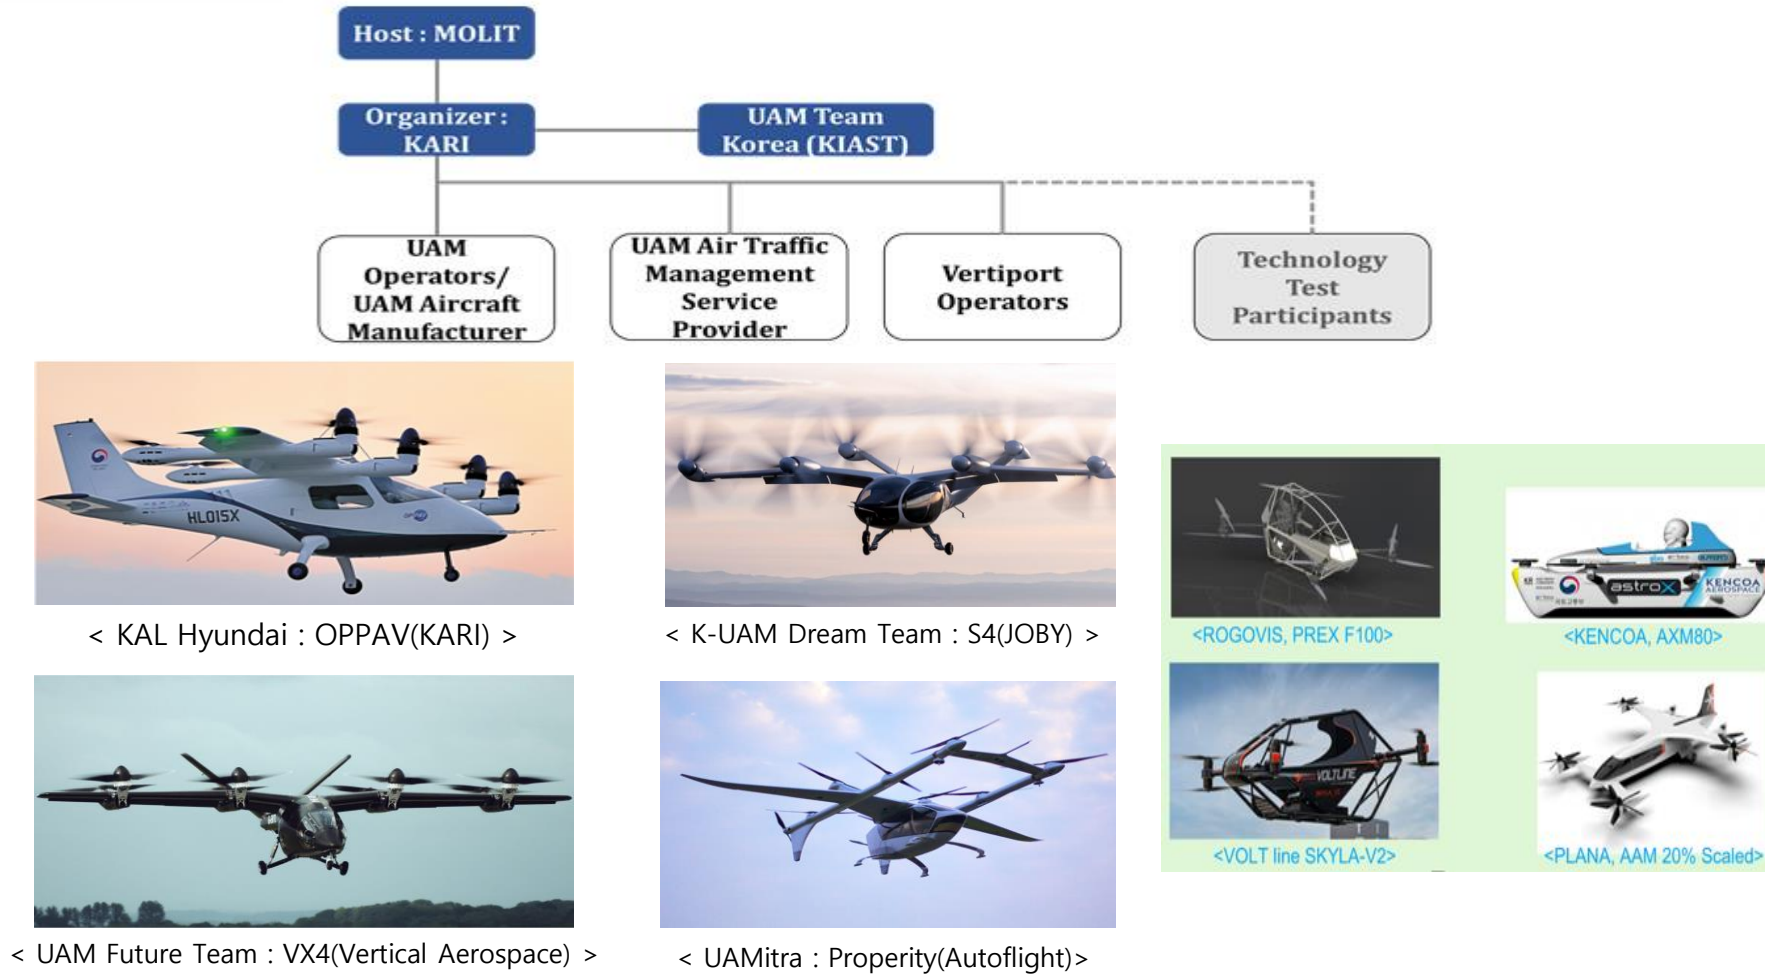 Host : MOLIT
Organizer :
KARI
UAM Team
Korea (KIAST)
UAM
Operators/
UAM Aircraft
Manufacturer
UAM Air Traffic
Management
Service
Provider
Vertiport
Operators
Technology
Test
Participants
HL015X
< KAL Hyundai : OPPAV(KARI) >
< K-UAM Dream Team : S4(JOBY) >
<ROGOVIS, PREX F100>
astroX
KENCOA
AEROSPACE
<KENCOA, AXM80>
VOLTLINE
<VOLT line SKYLA-V2>
<PLANA, AAM 20% Scaled>
< UAM Future Team : VX4(Vertical Aerospace) >
< UAMitra : Properity(Autoflight)>